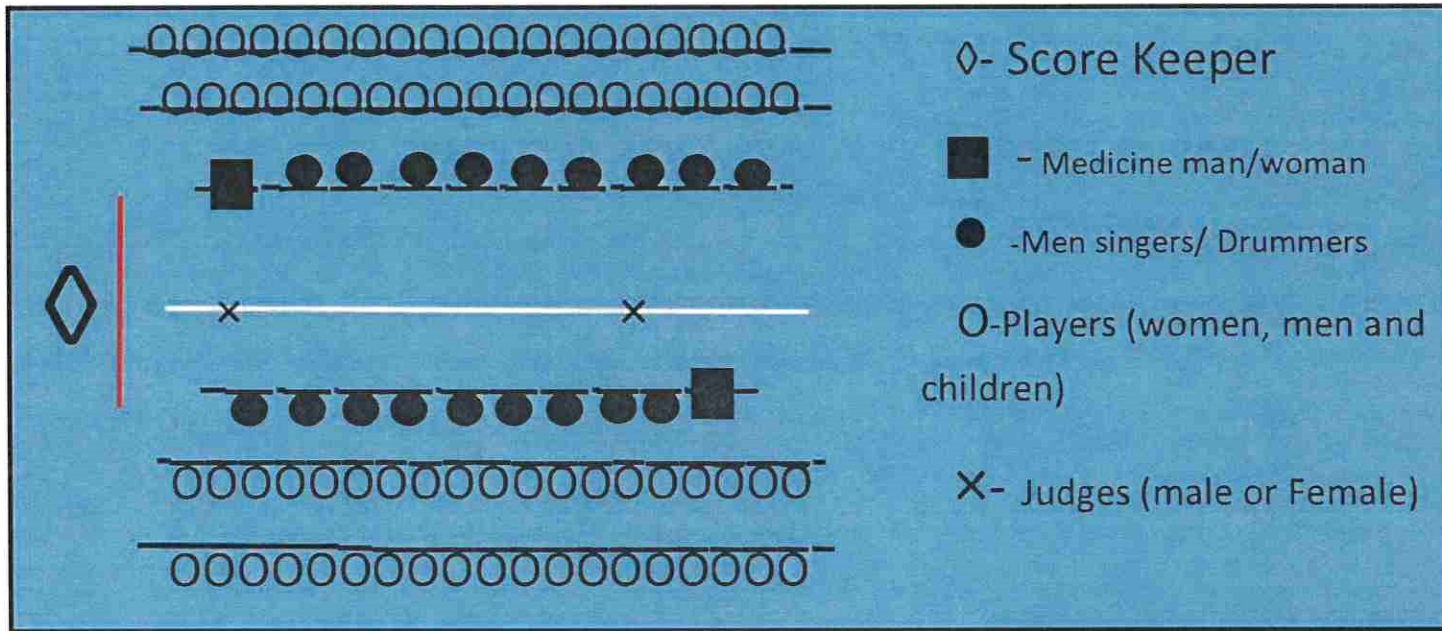 ◊- Score Keeper
■ - Medicine man/woman
● -Men singers/ Drummers
O-Players (women, men and
children)
×- Judges (male or Female)